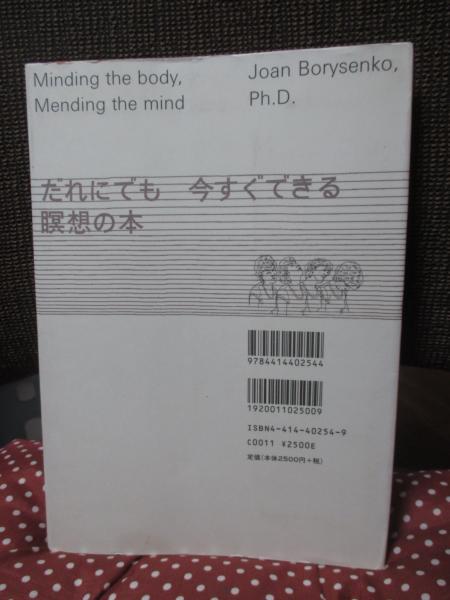 Minding the body,
Mending the mind
Joan Borysenko,
Ph.D.
だれにでも 今すぐできる
瞑想の本
9784414402544
1920011025009
ISBN4-414-40254-9
C0011 ¥2500E
定価(本体2500円+税)